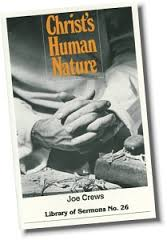 Christ's
Human
Nature
Joe Crews
Library of Sermons No. 26